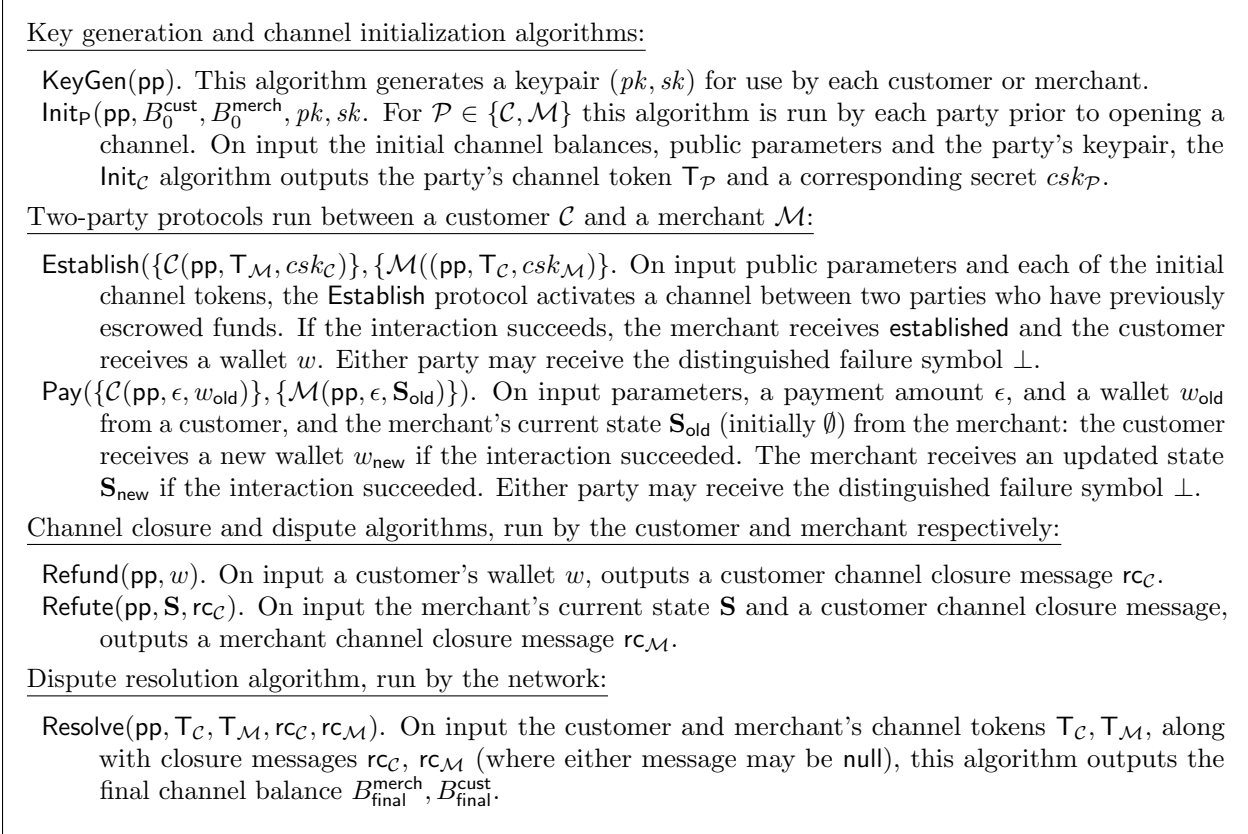 Key generation and channel initialization algorithms:
KeyGen(pp). This algorithm generates a keypair (pk, sk) for use by each customer or merchant.
Init_P(pp, B_0^cust, B_0^merch, pk, sk. For 𝒫 ∈ {𝒞, ℳ} this algorithm is run by each party prior to opening a
channel. On input the initial channel balances, public parameters and the party's keypair, the
Init_𝒞 algorithm outputs the party's channel token T_𝒫 and a corresponding secret csk_𝒫.
Two-party protocols run between a customer 𝒞 and a merchant ℳ:
Establish({𝒞(pp, T_ℳ, csk_𝒞)}, {ℳ((pp, T_𝒞, csk_ℳ)}. On input public parameters and each of the initial
channel tokens, the Establish protocol activates a channel between two parties who have previously
escrowed funds. If the interaction succeeds, the merchant receives established and the customer
receives a wallet w. Either party may receive the distinguished failure symbol ⊥.
Pay({𝒞(pp, ϵ, w_old)}, {ℳ(pp, ϵ, S_old)}). On input parameters, a payment amount ϵ, and a wallet w_old
from a customer, and the merchant's current state S_old (initially ∅) from the merchant: the customer
receives a new wallet w_new if the interaction succeeded. The merchant receives an updated state
S_new if the interaction succeeded. Either party may receive the distinguished failure symbol ⊥.
Channel closure and dispute algorithms, run by the customer and merchant respectively:
Refund(pp, w). On input a customer's wallet w, outputs a customer channel closure message rc_𝒞.
Refute(pp, S, rc_𝒞). On input the merchant's current state S and a customer channel closure message,
outputs a merchant channel closure message rc_ℳ.
Dispute resolution algorithm, run by the network:
Resolve(pp, T_𝒞, T_ℳ, rc_𝒞, rc_ℳ). On input the customer and merchant's channel tokens T_𝒞, T_ℳ, along
with closure messages rc_𝒞, rc_ℳ (where either message may be null), this algorithm outputs the
final channel balance B_final^merch, B_final^cust.